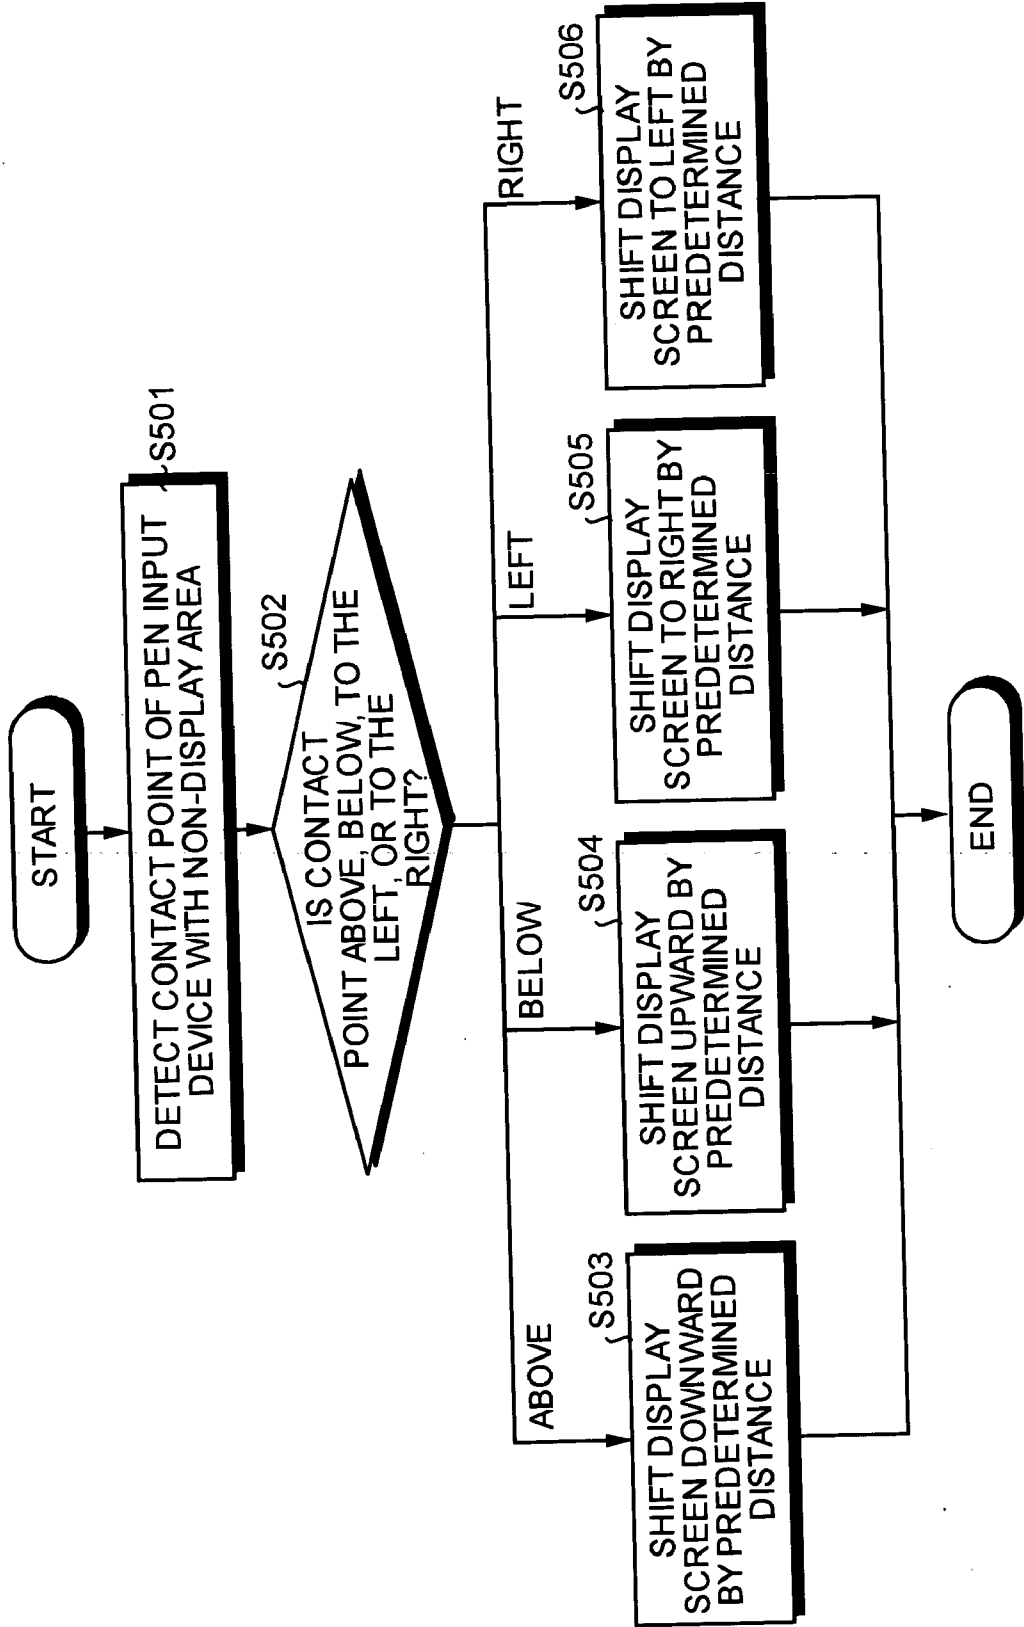 START
DETECT CONTACT POINT OF PEN INPUT
DEVICE WITH NON-DISPLAY AREA
S501
IS CONTACT
POINT ABOVE, BELOW, TO THE
LEFT, OR TO THE
RIGHT?
S502
ABOVE
BELOW
LEFT
RIGHT
SHIFT DISPLAY
SCREEN DOWNWARD
BY PREDETERMINED
DISTANCE
S503
SHIFT DISPLAY
SCREEN UPWARD BY
PREDETERMINED
DISTANCE
S504
SHIFT DISPLAY
SCREEN TO RIGHT BY
PREDETERMINED
DISTANCE
S505
SHIFT DISPLAY
SCREEN TO LEFT BY
PREDETERMINED
DISTANCE
S506
END